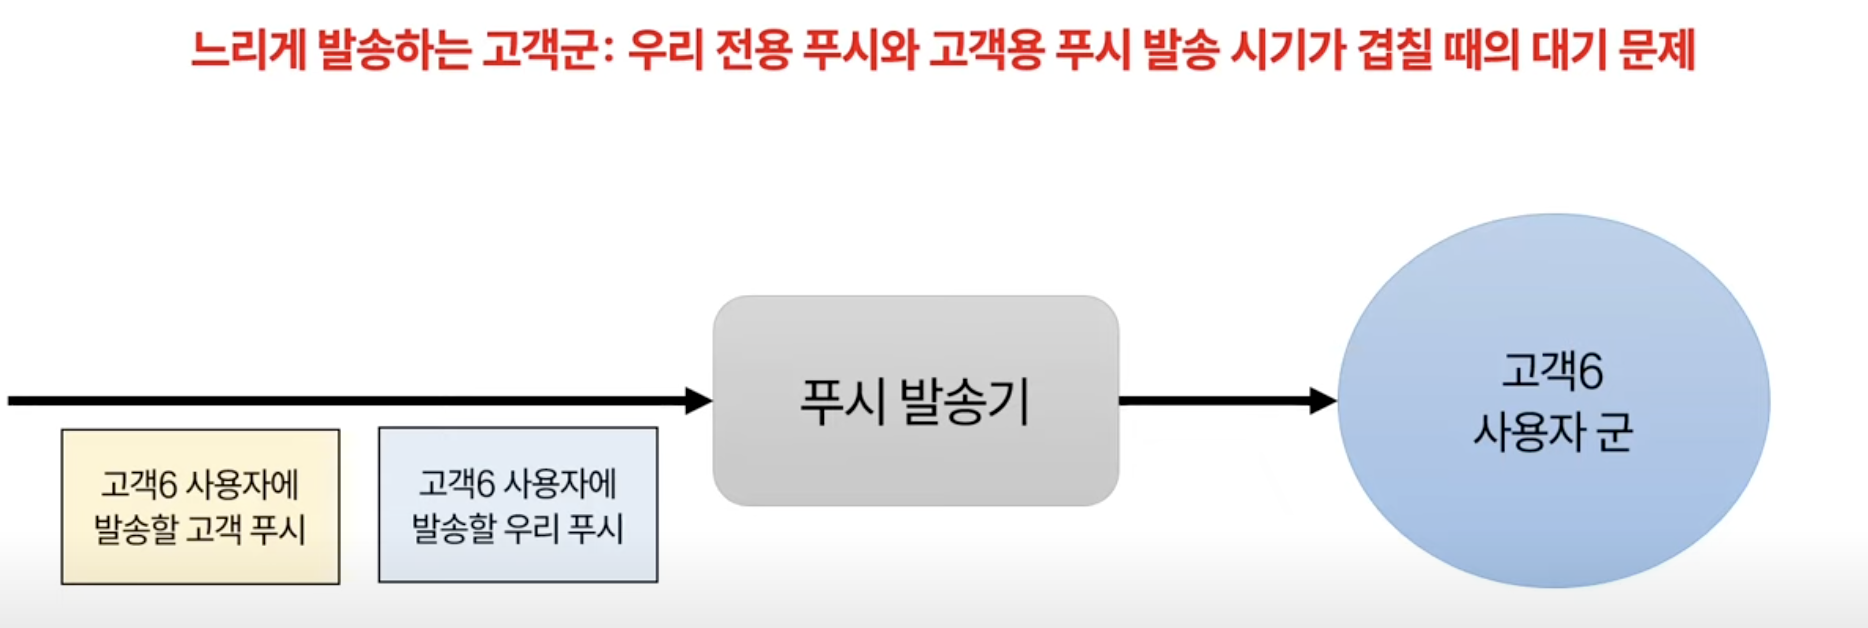 느리게 발송하는 고객군: 우리 전용 푸시와 고객용 푸시 발송 시기가 겹칠 때의 대기 문제
고객6 사용자에
발송할 고객 푸시
고객6 사용자에
발송할 우리 푸시
푸시 발송기
고객6
사용자 군